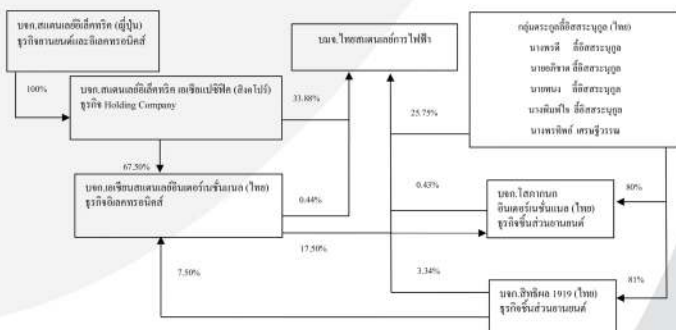 บจก.สแตนเลย์อิเล็คทริค (ญี่ปุ่น)
ธุรกิจยานยนต์และอิเลคทรอนิคส์
100%
บจก.สแตนเลย์อิเล็คทริค เอเซียแปซิฟิค (สิงคโปร์)
ธุรกิจ Holding Company
บมจ.ไทยสแตนเลย์การไฟฟ้า
กลุ่มตระกูลลี้อิสสระนุกูล (ไทย)
นางพรดี ลี้อิสสระนุกูล
นายอภิชาต ลี้อิสสระนุกูล
นายทนง ลี้อิสสระนุกูล
นางพิมพ์ใจ ลี้อิสสระนุกูล
นางพรทิพย์ เศรษฐีวรรณ
33.88%
25.75%
67.50%
บจก.เอเซียนสแตนเลย์อินเตอร์เนชั่นแนล (ไทย)
ธุรกิจอิเลคทรอนิคส์
0.44%
0.43%
17.50%
บจก.โสภากนก
อินเตอร์เนชั่นแนล (ไทย)
ธุรกิจชิ้นส่วนยานยนต์
80%
7.50%
3.34%
81%
บจก.สิทธิผล 1919 (ไทย)
ธุรกิจชิ้นส่วนยานยนต์